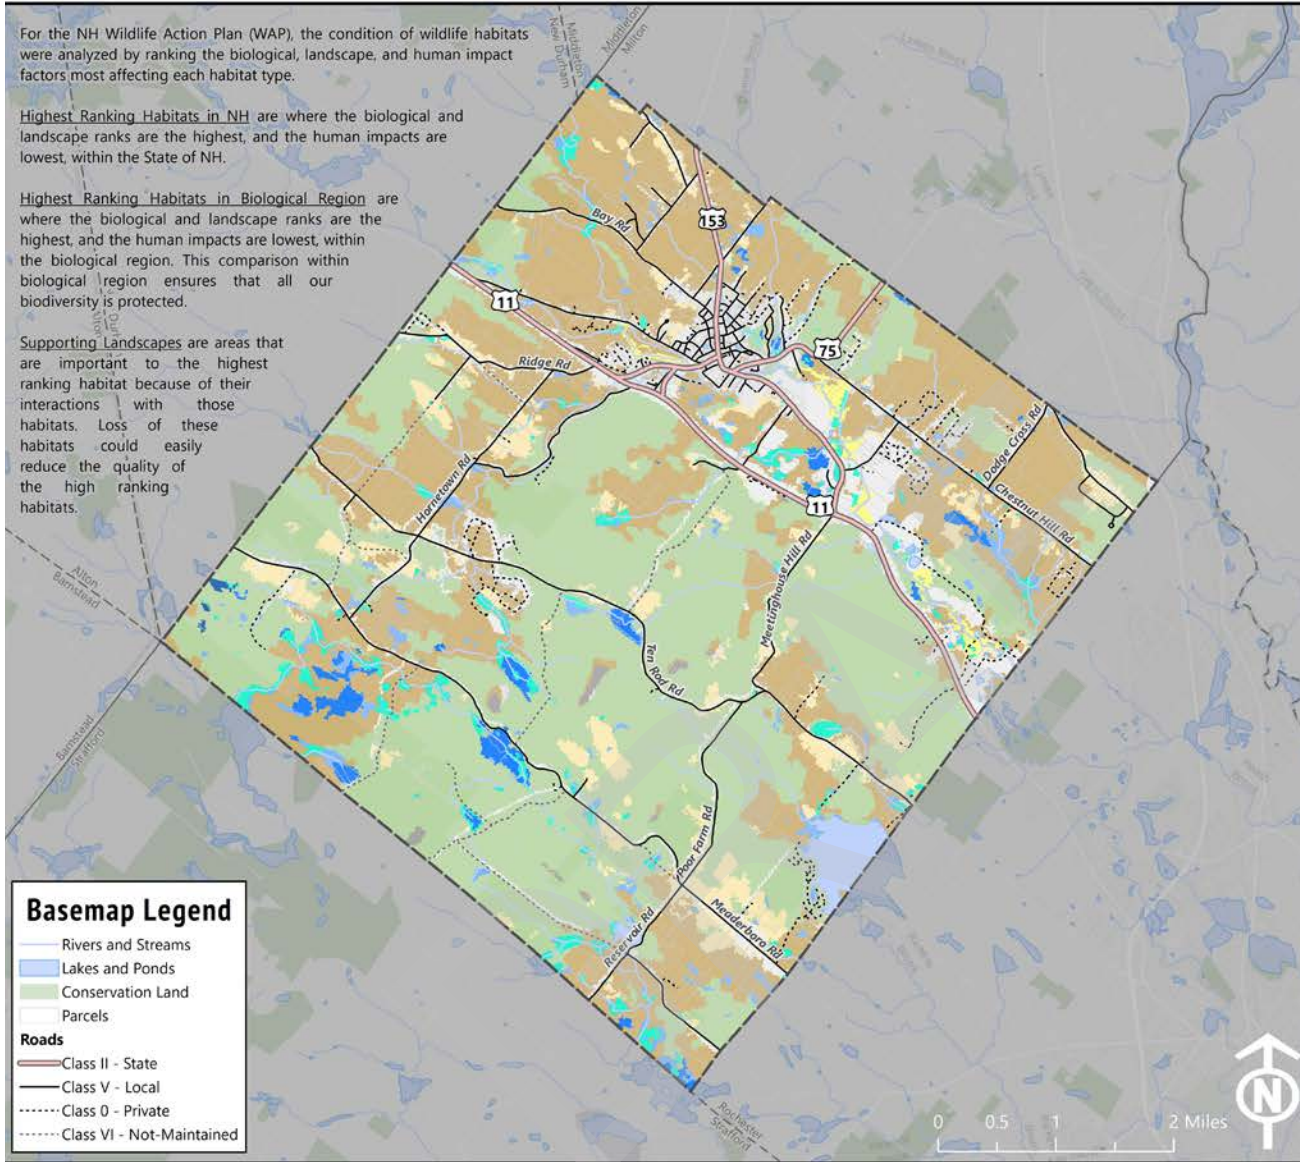 For the NH Wildlife Action Plan (WAP), the condition of wildlife habitats
were analyzed by ranking the biological, landscape, and human impact
factors most affecting each habitat type.
Highest Ranking Habitats in NH are where the biological and
landscape ranks are the highest, and the human impacts are
lowest, within the State of NH.
Highest Ranking Habitats in Biological Region are
where the biological and landscape ranks are the
highest, and the human impacts are lowest, within
the biological region. This comparison within
biological region ensures that all our
biodiversity is protected.
Supporting Landscapes are areas that
are important to the highest
ranking habitat because of their
interactions with those
habitats. Loss of these
habitats could easily
reduce the quality of
the high ranking
habitats.
Middleton
New Durham
Middleton
Milton
Bay Rd
153
11
Ridge Rd
75
Hornetown Rd
Dodge Cross Rd
Chestnut Hill Rd
11
Meetinghouse Hill Rd
Ten Rod Rd
Alton
Barnstead
Barnstead
Strafford
Poor Farm Rd
Reservoir Rd
Meaderboro Rd
Rochester
Strafford
Basemap Legend
Rivers and Streams
Lakes and Ponds
Conservation Land
Parcels
Roads
Class II - State
Class V - Local
Class 0 - Private
Class VI - Not-Maintained
0 0.5 1 2 Miles
N